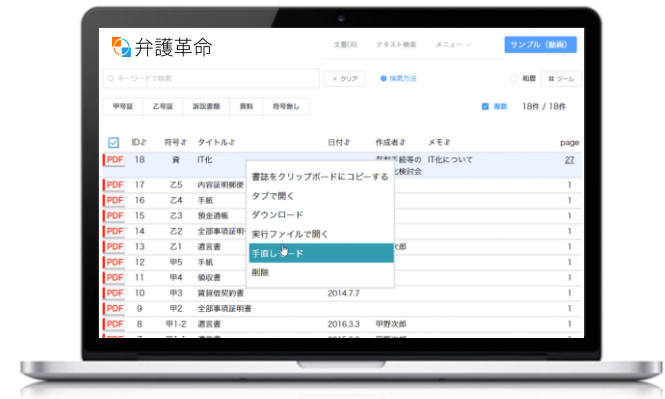 弁護革命
文書DB テキスト検索 メニュー サンプル（動画）
キーワードで検索 × クリア 検索方法 和暦 ツール
甲号証 乙号証 訴訟書類 資料 符号無し 複数 18件 / 18件
ID 符号 タイトル 日付 作成者 メモ page
PDF 18 資 IT化 IT化について 27
書誌をクリップボードにコピーする
PDF 17 乙5 内容証明郵便 1
タブで開く
PDF 16 乙4 手紙 1
ダウンロード
PDF 15 乙3 預金通帳 1
実行ファイルで開く
PDF 14 乙2 全部事項証明 1
手直しモード
PDF 13 乙1 遺言書 1
PDF 12 甲5 手紙 1
削除
PDF 11 甲4 領収書 1
PDF 10 甲3 賃貸借契約書 2014.7.7 1
PDF 9 甲2 全部事項証明書 1
PDF 8 甲1-2 遺言書 2016.3.3 甲野次郎 1